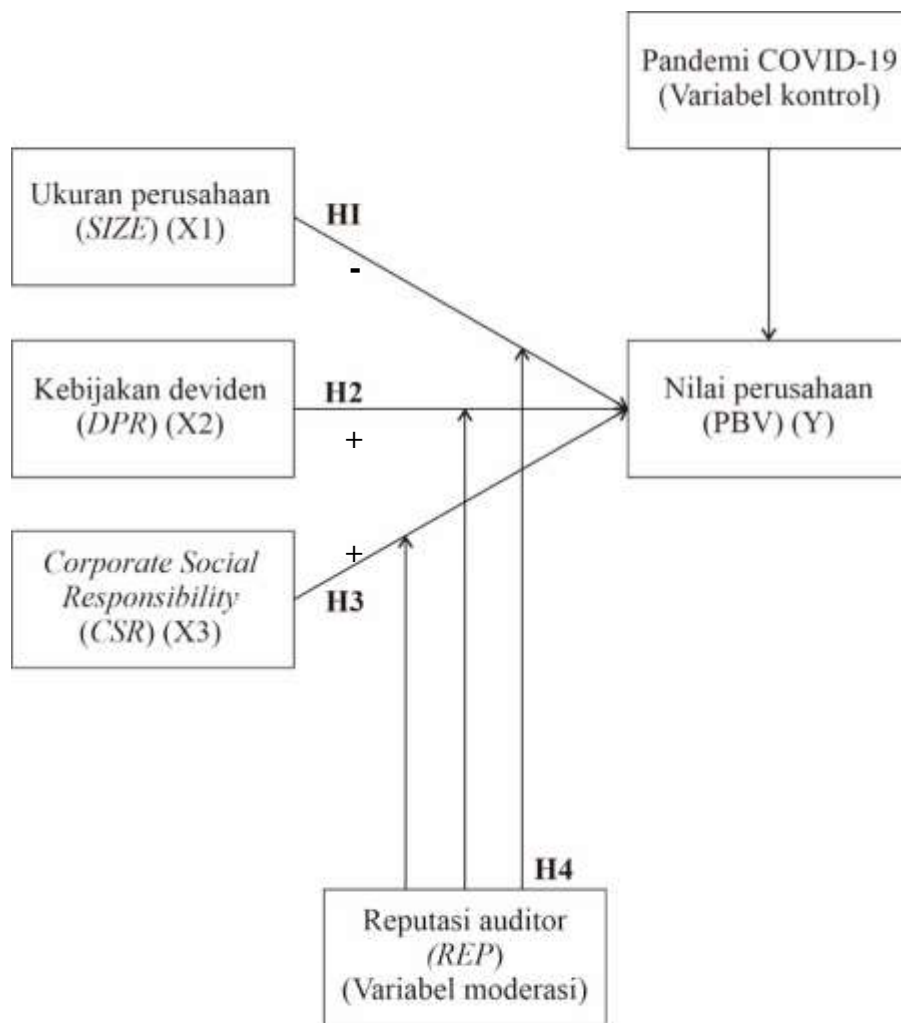 Pandemi COVID-19
(Variabel kontrol)
Ukuran perusahaan
(SIZE) (X1)
HI
-
Kebijakan deviden
(DPR) (X2)
H2
+
Nilai perusahaan
(PBV) (Y)
Corporate Social
Responsibility
(CSR) (X3)
+
H3
H4
Reputasi auditor
(REP)
(Variabel moderasi)